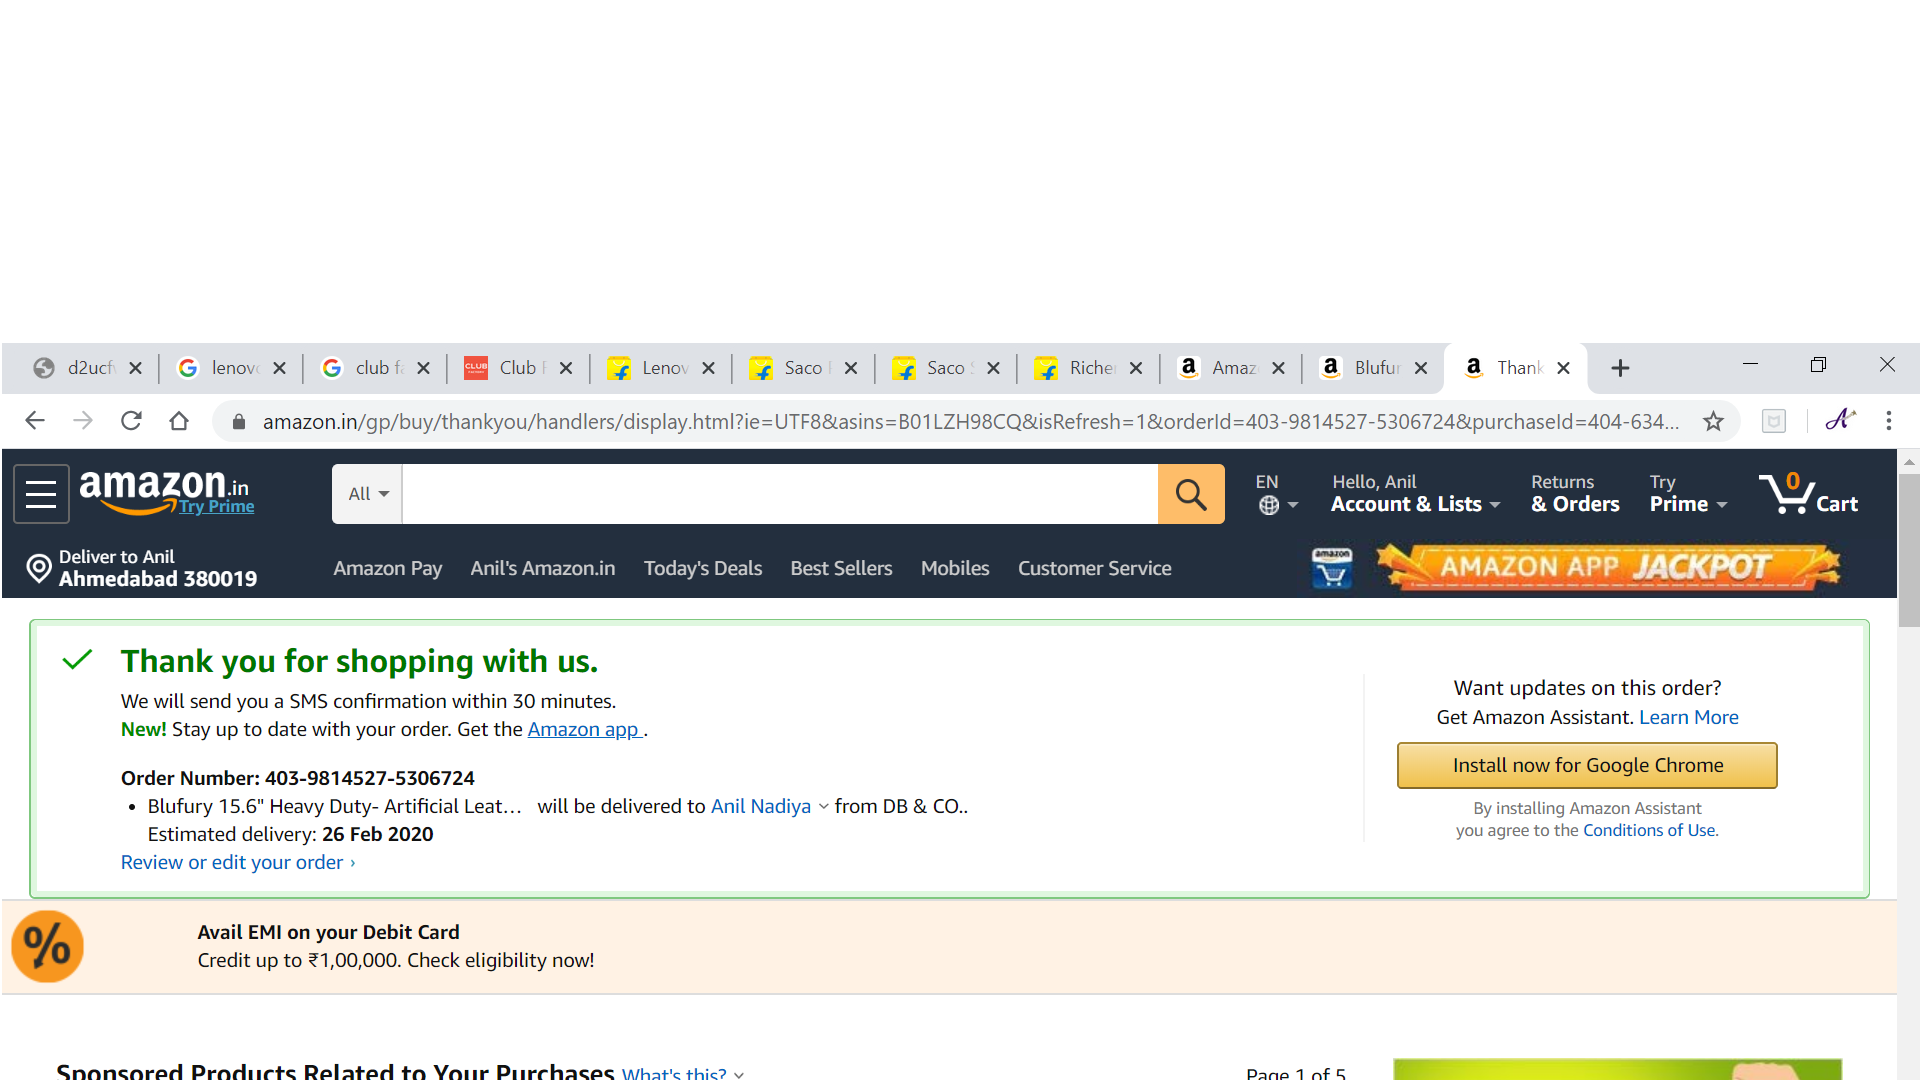 d2ucfv lenovo club fa Club F Lenov Saco Saco S Riche Amaz Blufur Thank
amazon.in/gp/buy/thankyou/handlers/display.html?ie=UTF8&asins=B01LZH98CQ&isRefresh=1&orderId=403-9814527-5306724&purchaseId=404-634...
amazon.in
Try Prime
All
EN
Hello, Anil
Account & Lists
Returns
& Orders
Try
Prime
0
Cart
Deliver to Anil
Ahmedabad 380019
Amazon Pay Anil's Amazon.in Today's Deals Best Sellers Mobiles Customer Service
amazon
AMAZON APP JACKPOT
Thank you for shopping with us.
We will send you a SMS confirmation within 30 minutes.
New! Stay up to date with your order. Get the Amazon app .
Order Number: 403-9814527-5306724
• Blufury 15.6" Heavy Duty- Artificial Leat... will be delivered to Anil Nadiya from DB & CO..
Estimated delivery: 26 Feb 2020
Review or edit your order ›
Want updates on this order?
Get Amazon Assistant. Learn More
Install now for Google Chrome
By installing Amazon Assistant
you agree to the Conditions of Use.
%
Avail EMI on your Debit Card
Credit up to ₹1,00,000. Check eligibility now!
Sponsored Products Related to Your Purchases What's this?
Page 1 of 5